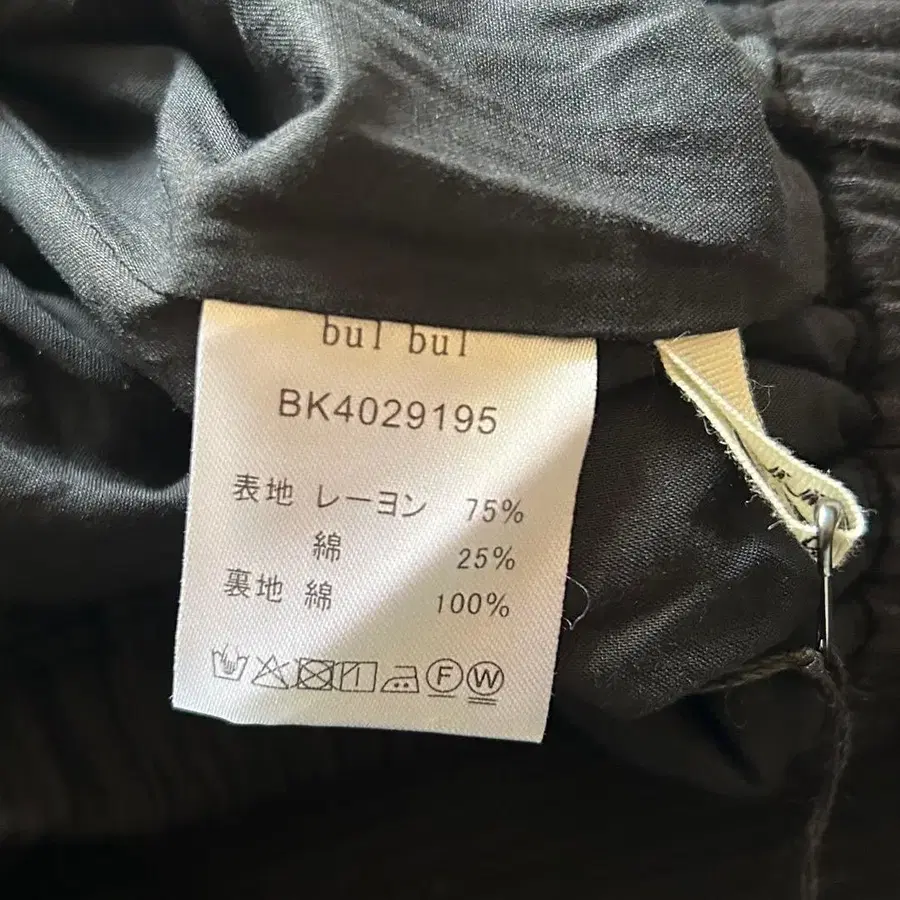 bul bul
BK4029195
表地 レーヨン 75%
綿 25%
裏地 綿 100%
F W